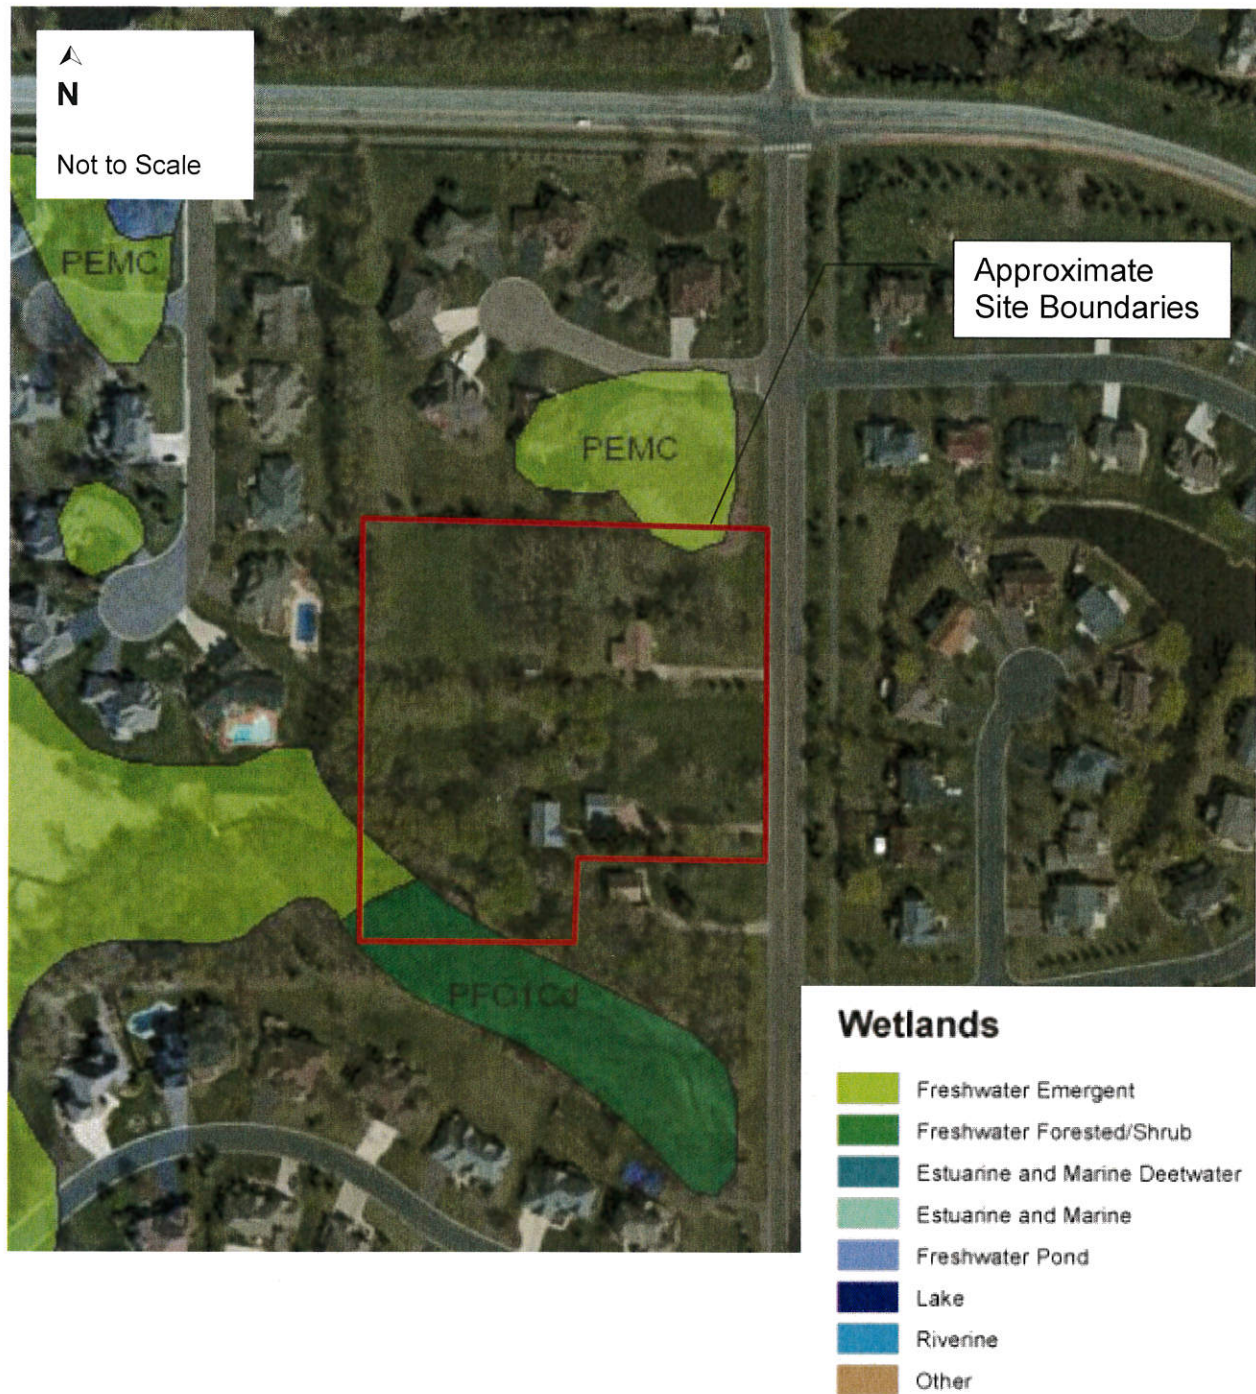 N
Not to Scale
PEMC
Approximate
Site Boundaries
PEMC
PFO1Cd
Wetlands
Freshwater Emergent
Freshwater Forested/Shrub
Estuarine and Marine Deetwater
Estuarine and Marine
Freshwater Pond
Lake
Riverine
Other